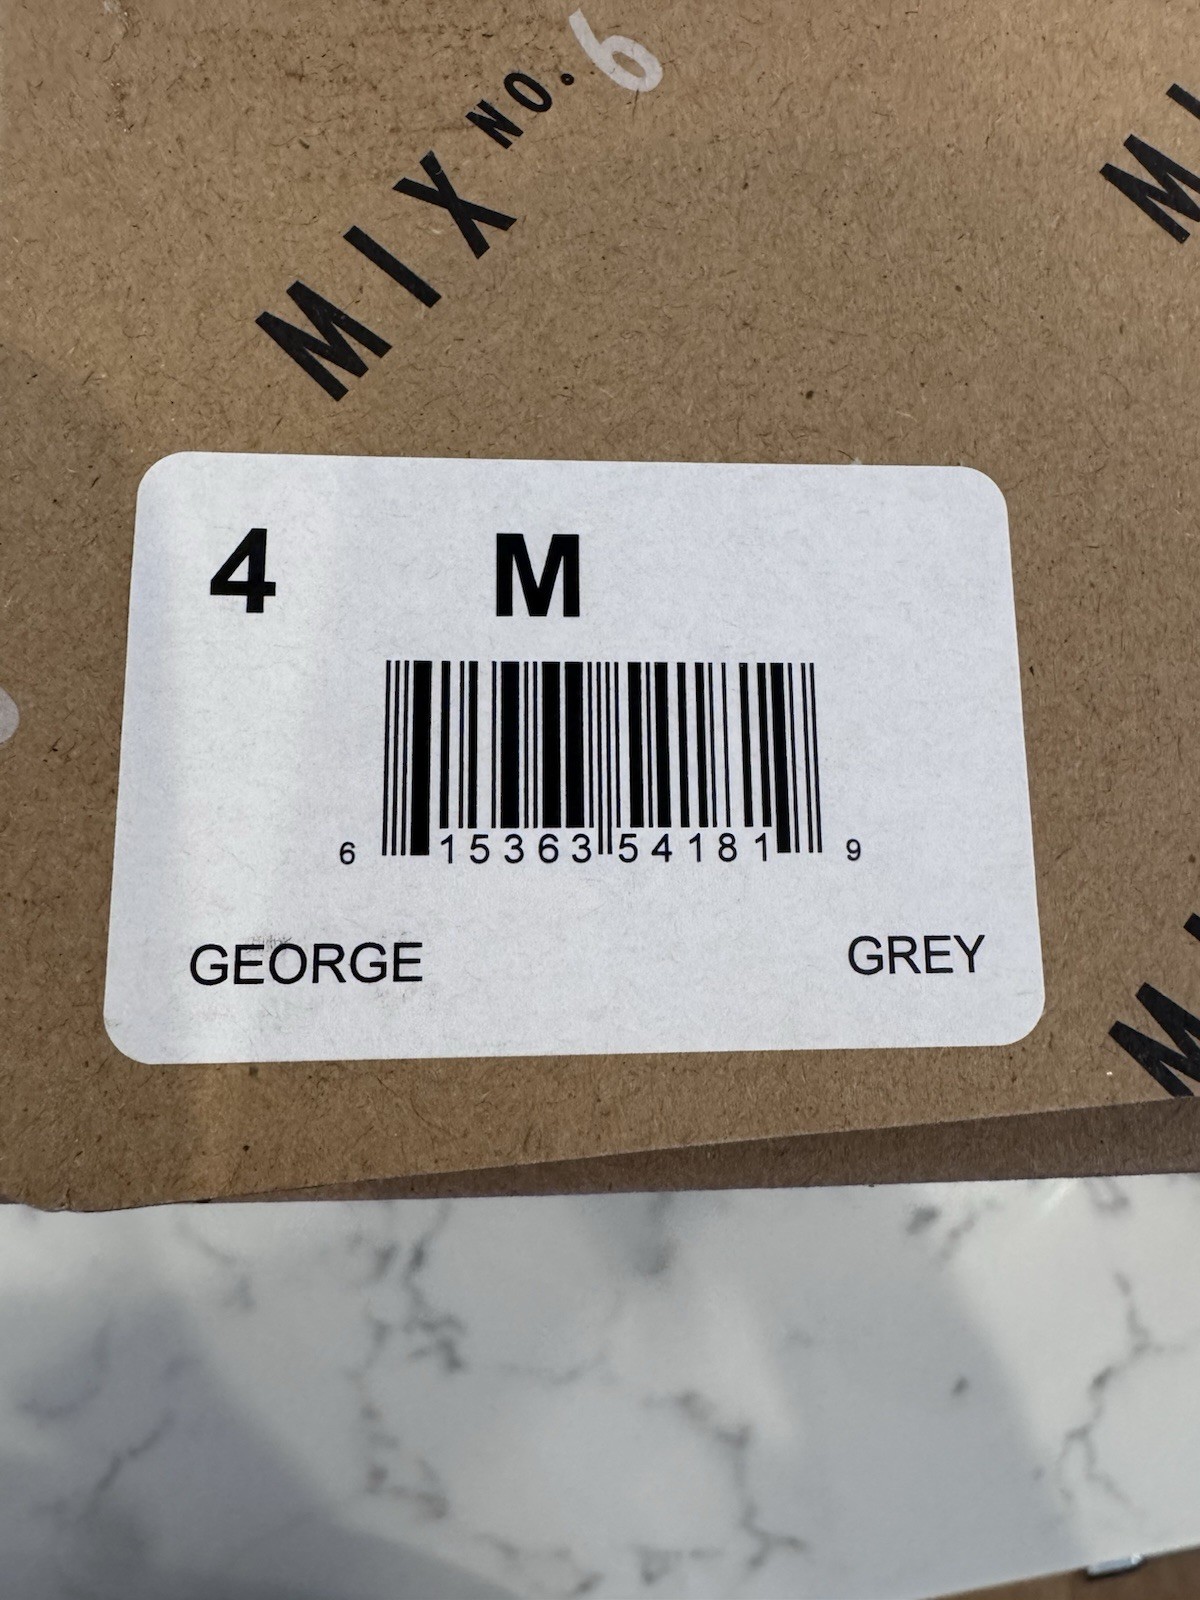 MIX NO. 6
4 M
6 15363 54181 9
GEORGE GREY